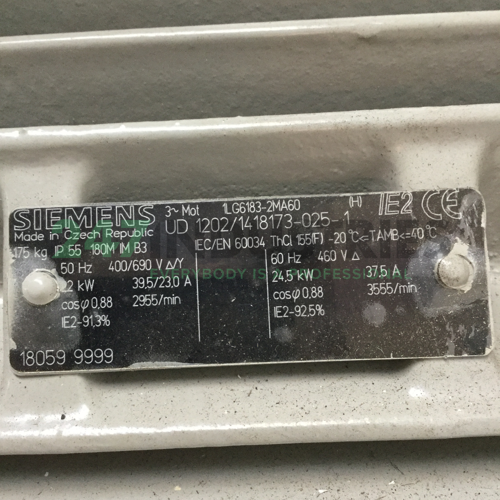 SIEMENS 3~ Mot 1LG6183-2MA60 (H) IE2 CE
Made in Czech Republic UD 1202/1418173-025-1
175 kg IP 55 180M IM B3 IEC/EN 60034 ThCl 155(F) -20°C<=TAMB<=40°C
50 Hz 400/690 V Δ/Y 60 Hz 460 V Δ
22 kW 39,5/23,0 A 24,5 kW 37,5 A
cosφ 0,88 2955/min cosφ 0,88 3555/min
IE2-91,3% IE2-92,5%
18059 9999